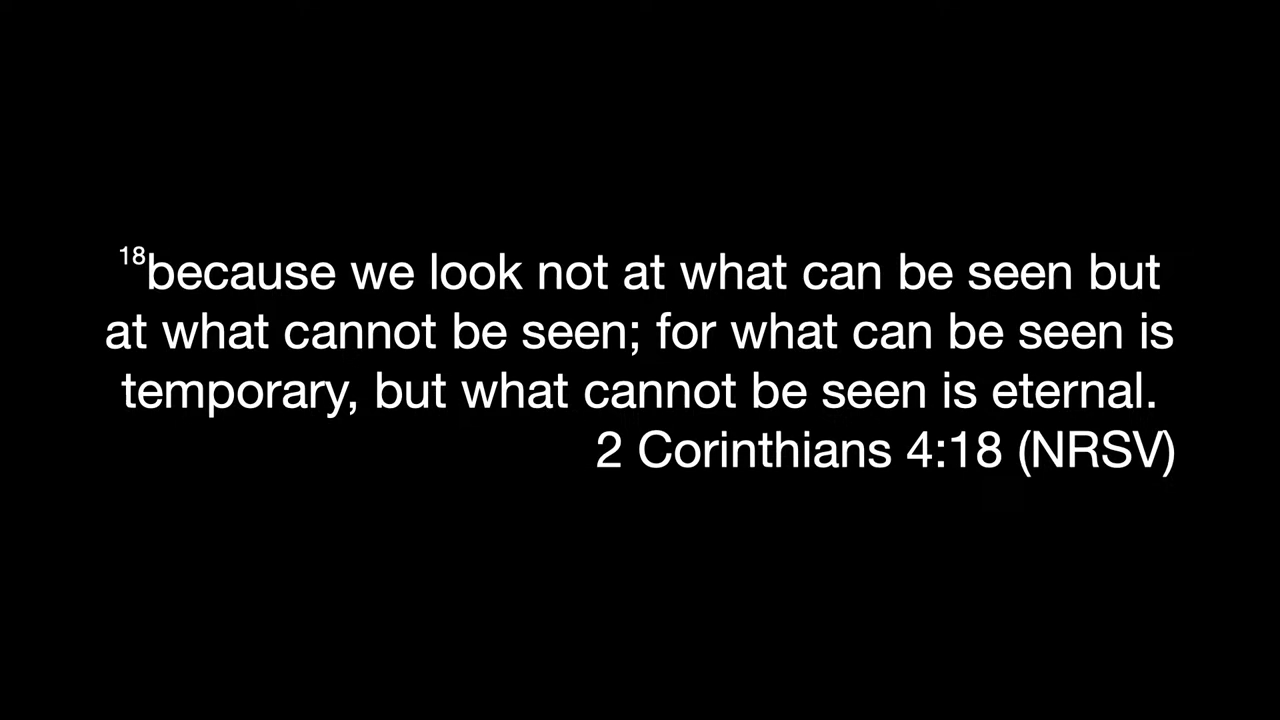 18because we look not at what can be seen but
at what cannot be seen; for what can be seen is
temporary, but what cannot be seen is eternal.
2 Corinthians 4:18 (NRSV)